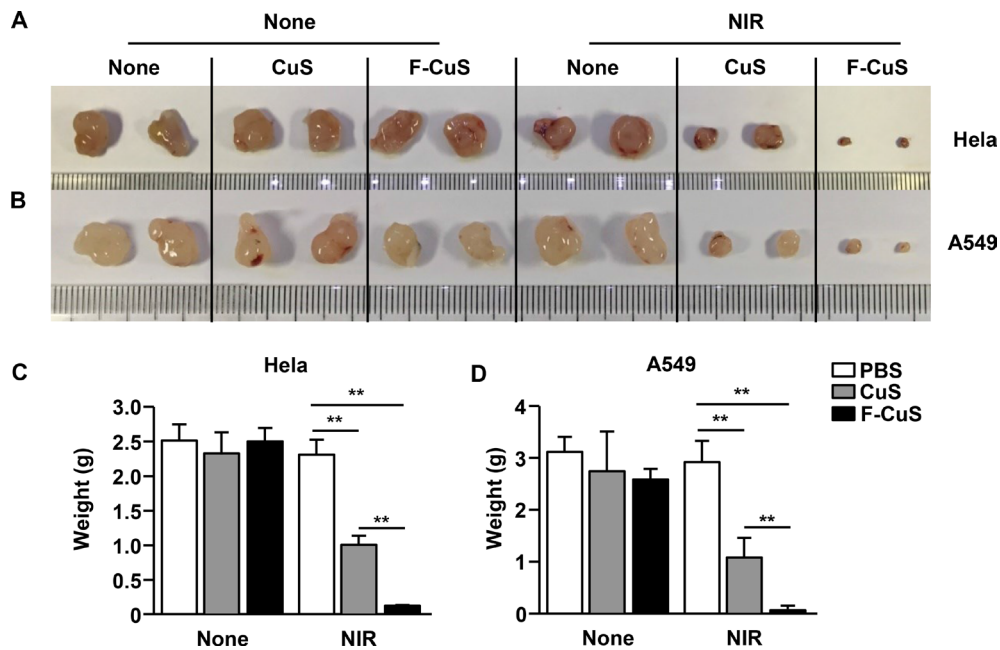 A
None
NIR
None
CuS
F-CuS
None
CuS
F-CuS
Hela
B
A549
C
Hela
Weight (g)
3.0
2.5
2.0
1.5
1.0
0.5
0
**
**
**
None
NIR
D
A549
Weight (g)
4
3
2
1
0
**
**
**
None
NIR
PBS
CuS
F-CuS